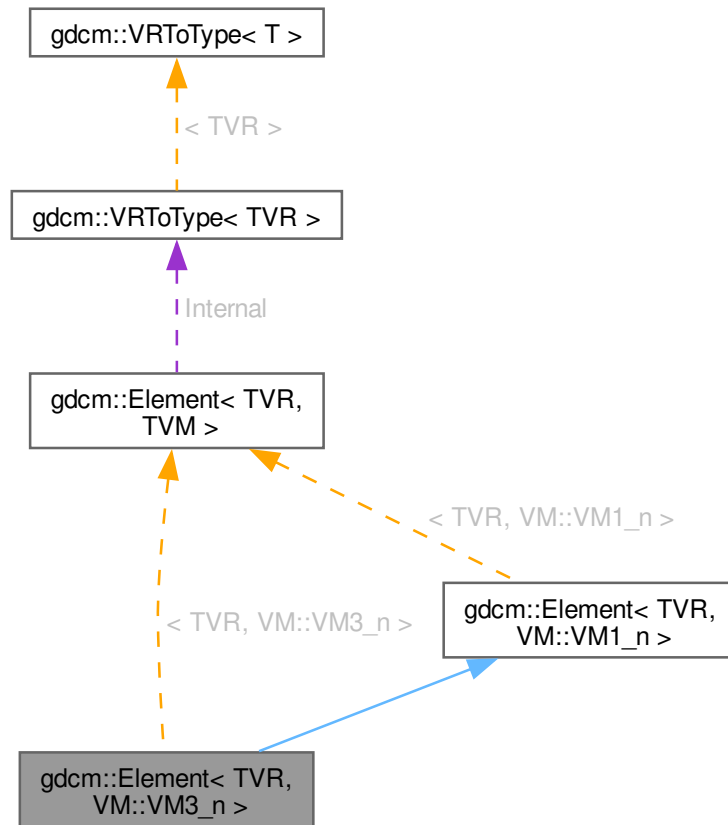 gdcm::VRToType< T >
< TVR >
gdcm::VRToType< TVR >
Internal
gdcm::Element< TVR,
TVM >
< TVR, VM::VM1_n >
< TVR, VM::VM3_n >
gdcm::Element< TVR,
VM::VM1_n >
gdcm::Element< TVR,
VM::VM3_n >